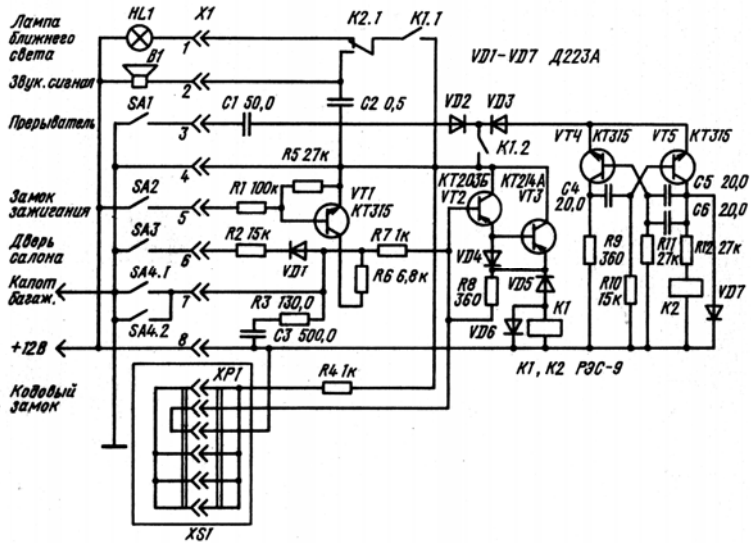 Лампа ближнего света
HL1
X1
1
K2.1
K1.1
VD1–VD7 Д223А
Звук. сигнал
B1
2
C2 0,5
Прерыватель
SA1
3
C1 50,0
VD2
VD3
K1.2
VT4
КТ315
VT5
КТ315
4
R5 27к
C4 20,0
C5 20,0
C6 20,0
Замок зажигания
SA2
5
R1 100к
VT1 КТ315
КТ203Б VT2
КТ214А VT3
Дверь салона
SA3
6
R2 15к
VD1
R7 1к
R6 6,8к
VD4
R8 360
VD5
R9 360
R10 15к
R11 27к
R12 27к
Капот багаж.
SA4.1
7
SA4.2
R3 130,0
C3 500,0
VD6
K1
K2
VD7
+12В
8
K1, K2 РЭС-9
Кодовый замок
XP1
R4 1к
XS1